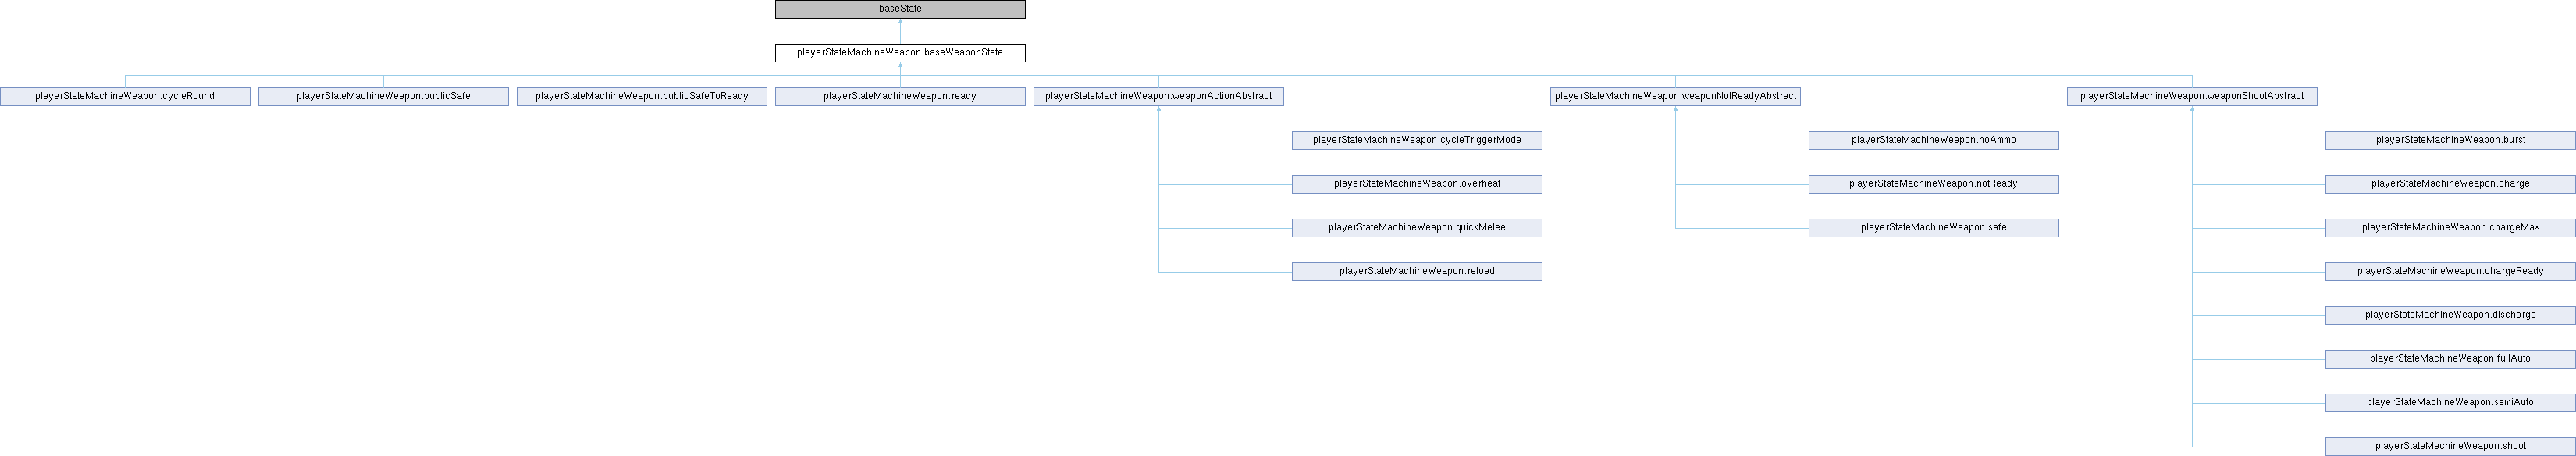 baseState
playerStateMachineWeapon.baseWeaponState
playerStateMachineWeapon.cycleRound
playerStateMachineWeapon.publicSafe
playerStateMachineWeapon.publicSafeToReady
playerStateMachineWeapon.ready
playerStateMachineWeapon.weaponActionAbstract
playerStateMachineWeapon.weaponNotReadyAbstract
playerStateMachineWeapon.weaponShootAbstract
playerStateMachineWeapon.cycleTriggerMode
playerStateMachineWeapon.noAmmo
playerStateMachineWeapon.burst
playerStateMachineWeapon.overheat
playerStateMachineWeapon.notReady
playerStateMachineWeapon.charge
playerStateMachineWeapon.quickMelee
playerStateMachineWeapon.safe
playerStateMachineWeapon.chargeMax
playerStateMachineWeapon.reload
playerStateMachineWeapon.chargeReady
playerStateMachineWeapon.discharge
playerStateMachineWeapon.fullAuto
playerStateMachineWeapon.semiAuto
playerStateMachineWeapon.shoot